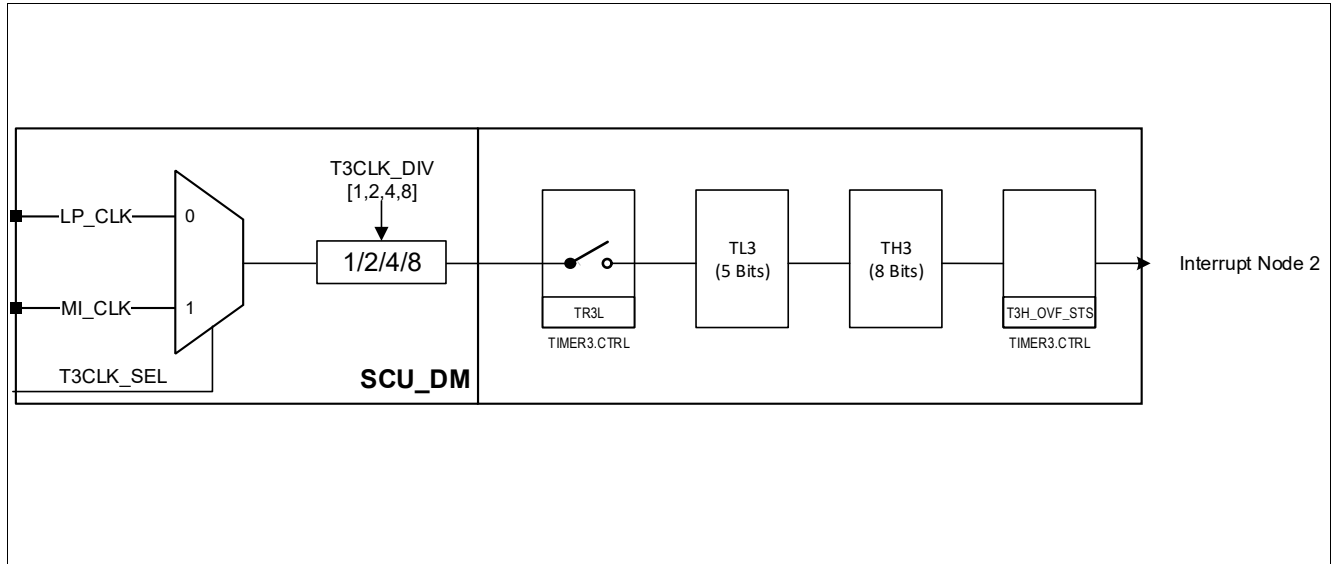 T3CLK_DIV
[1,2,4,8]
LP_CLK
0
1/2/4/8
MI_CLK
1
T3CLK_SEL
SCU_DM
TR3L
TIMER3.CTRL
TL3
(5 Bits)
TH3
(8 Bits)
T3H_OVF_STS
TIMER3.CTRL
Interrupt Node 2